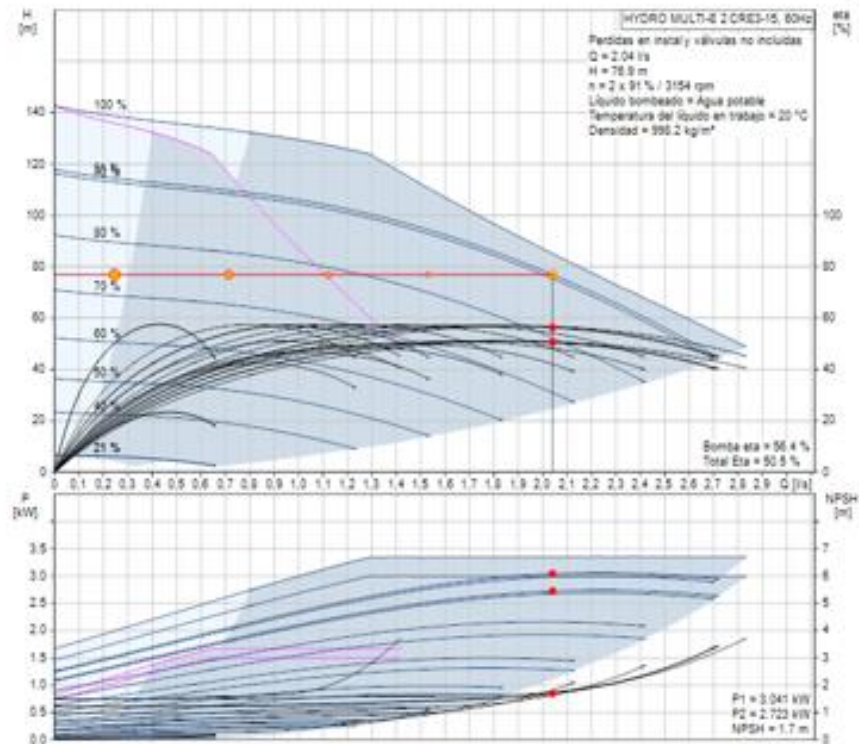 H
[m]
eta
[%]
HYDRO MULTI-E 2 CRE3-15, 60Hz
Perdidas en instal y válvulas no incluidas
Q = 2.04 l/s
H = 76.9 m
n = 2 x 91 % / 3154 rpm
Líquido bombeado = Agua potable
Temperatura del líquido en trabajo = 20 °C
Densidad = 998.2 kg/m³
140
120
100
80
60
40
20
0
100 %
80 %
70 %
60 %
50 %
40 %
21 %
100
80
60
40
20
0
Bomba eta = 56.4 %
Total Eta = 50.5 %
0 0.1 0.2 0.3 0.4 0.5 0.6 0.7 0.8 0.9 1.0 1.1 1.2 1.3 1.4 1.5 1.6 1.7 1.8 1.9 2.0 2.1 2.2 2.3 2.4 2.5 2.6 2.7 2.8 2.9 Q [l/s]
P
[kW]
NPSH
[m]
3.5
3.0
2.5
2.0
1.5
1.0
0.5
0.0
7
6
5
4
3
2
1
0
P1 = 3.041 kW
P2 = 2.723 kW
NPSH = 1.7 m